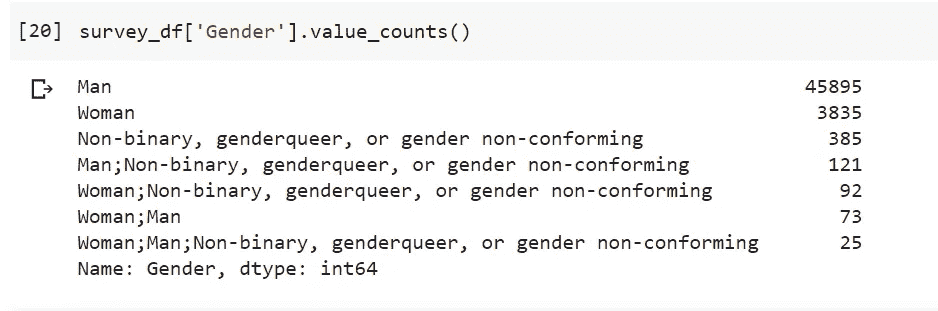 [20] survey_df['Gender'].value_counts()
Man 45895
Woman 3835
Non-binary, genderqueer, or gender non-conforming 385
Man;Non-binary, genderqueer, or gender non-conforming 121
Woman;Non-binary, genderqueer, or gender non-conforming 92
Woman;Man 73
Woman;Man;Non-binary, genderqueer, or gender non-conforming 25
Name: Gender, dtype: int64